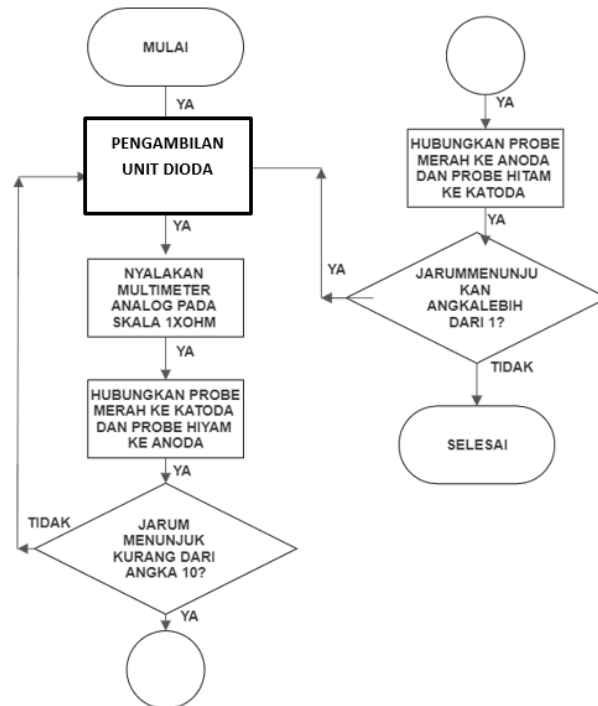 MULAI
YA
PENGAMBILAN
UNIT DIODA
YA
NYALAKAN
MULTIMETER
ANALOG PADA
SKALA 1XOHM
YA
HUBUNGKAN PROBE
MERAH KE KATODA
DAN PROBE HIYAM
KE ANODA
YA
TIDAK
JARUM
MENUNJUK
KURANG DARI
ANGKA 10?
YA
YA
HUBUNGKAN PROBE
MERAH KE ANODA
DAN PROBE HITAM
KE KATODA
YA
YA
JARUMMENUNJU
KAN
ANGKALEBIH
DARI 1?
TIDAK
SELESAI